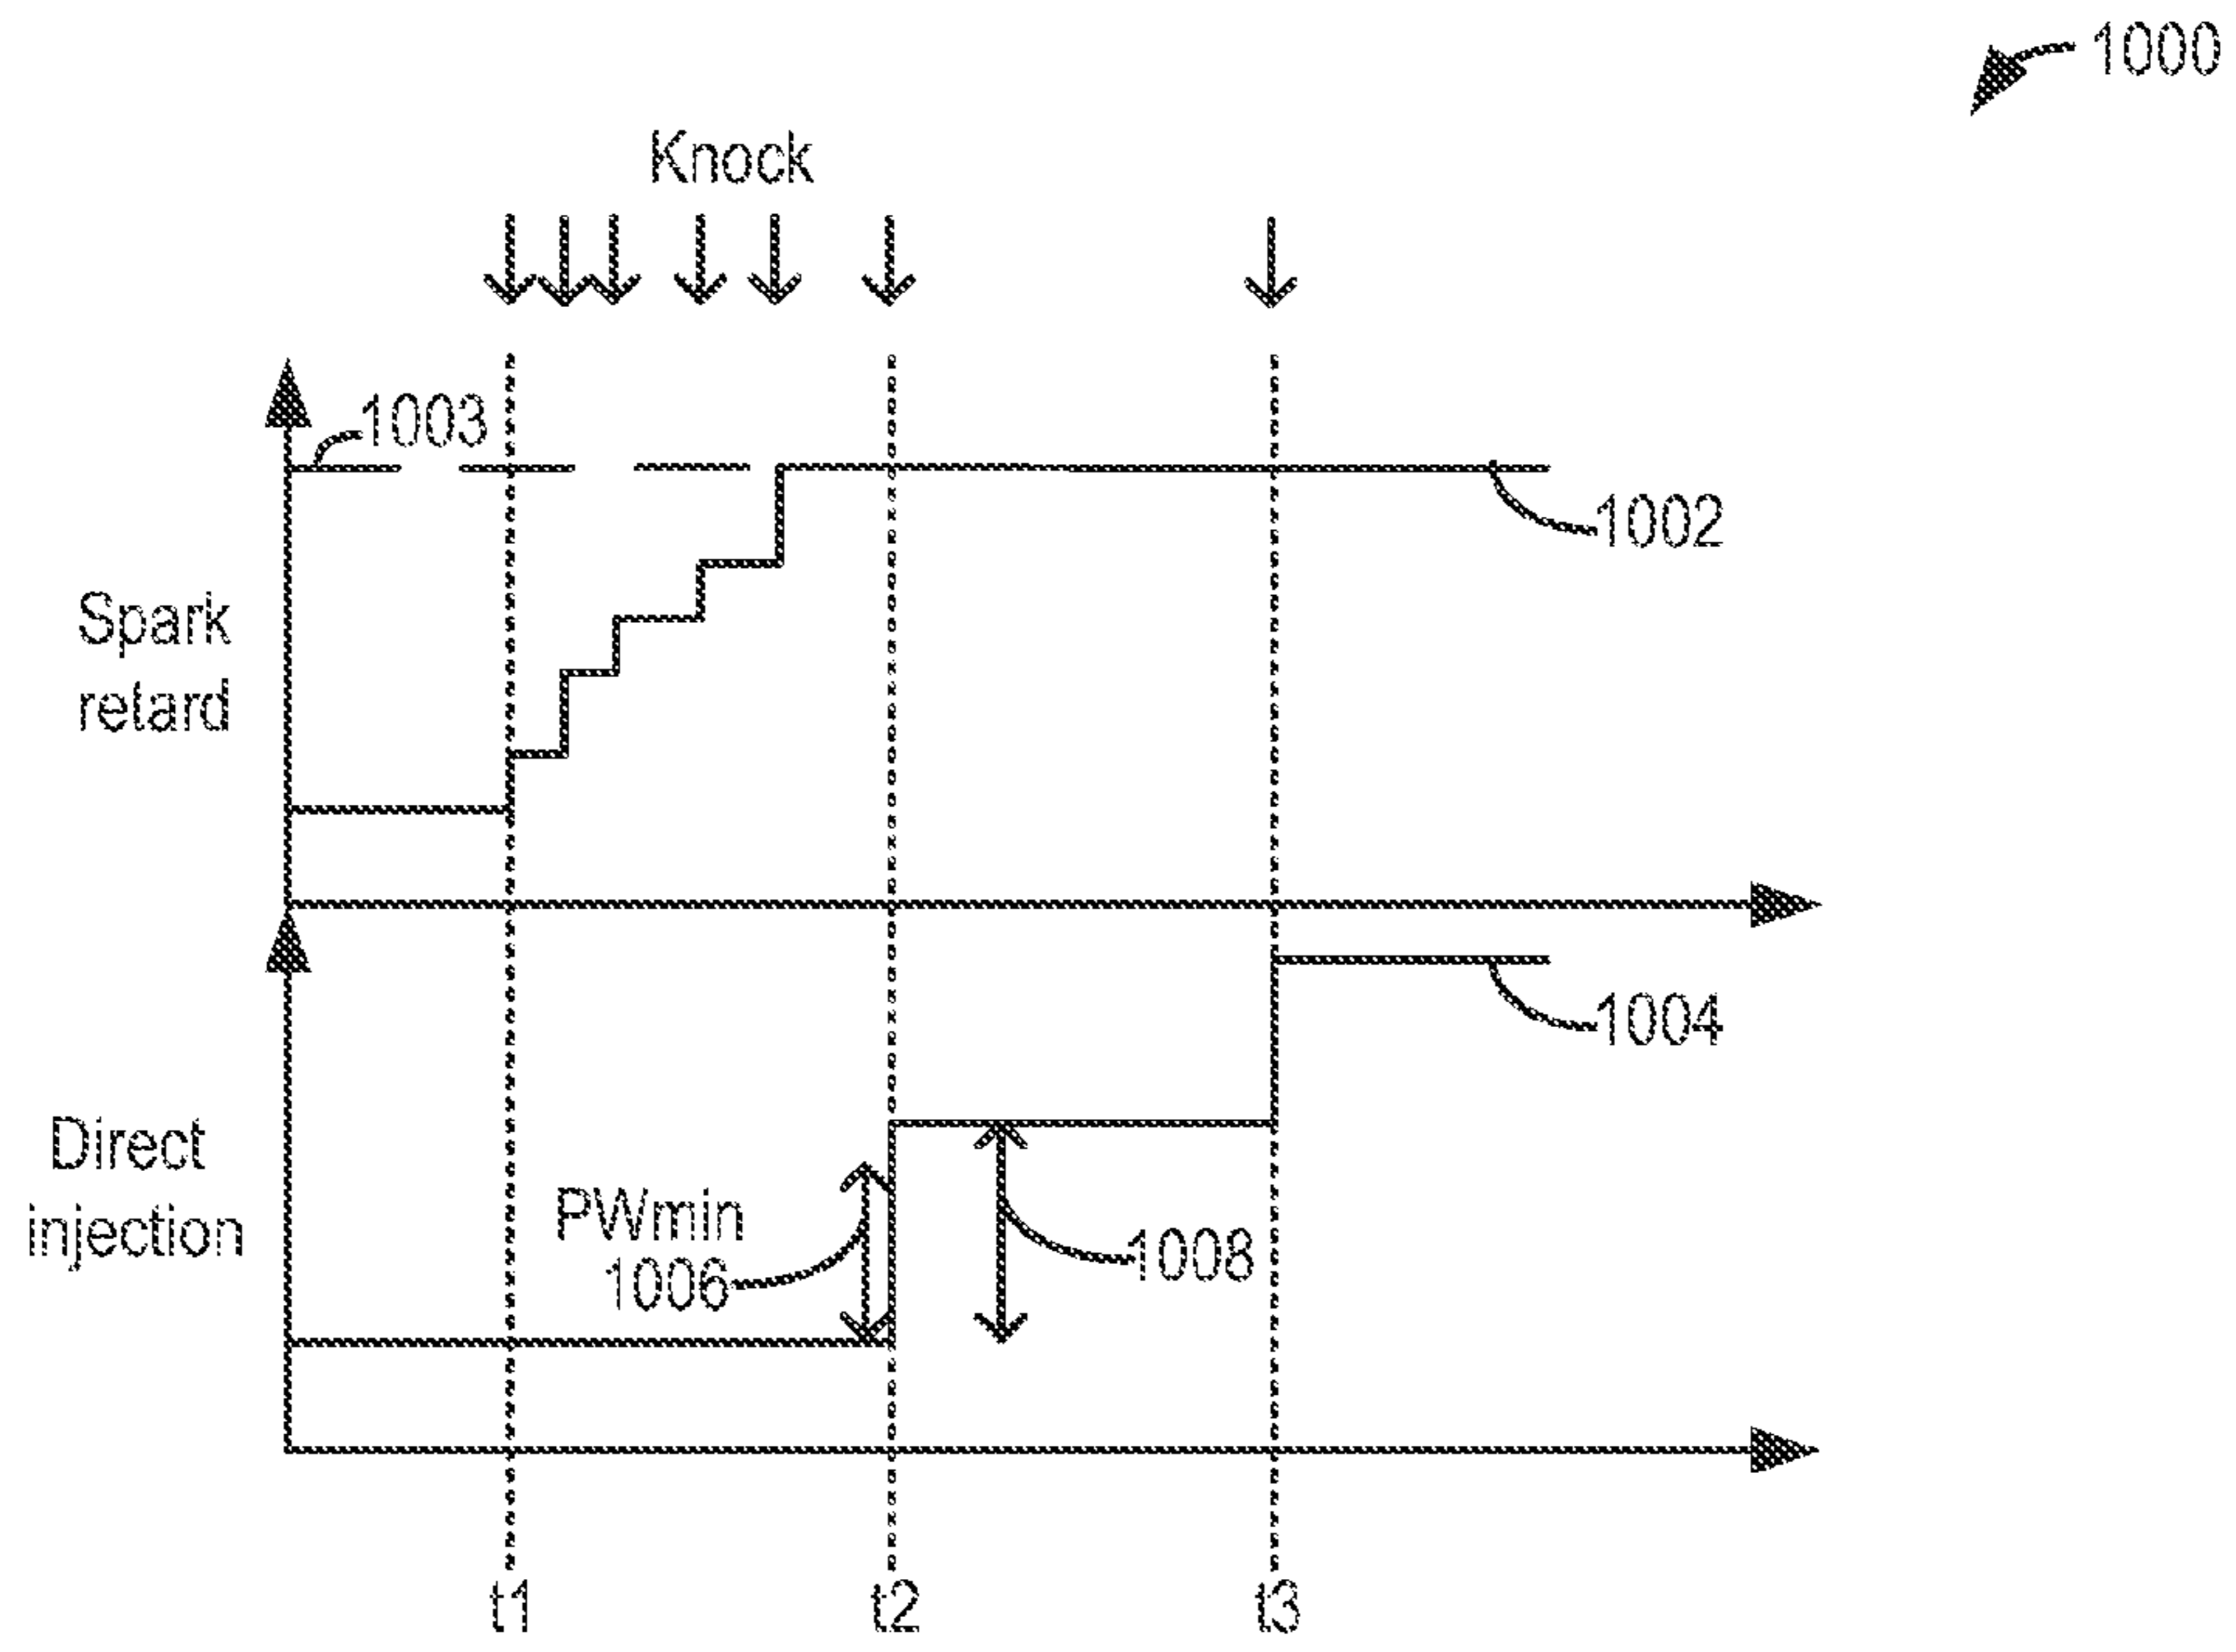 1000
Knock
1003
1002
Spark
retard
1004
Direct
injection
PWmin
1006
1008
t1
t2
t3